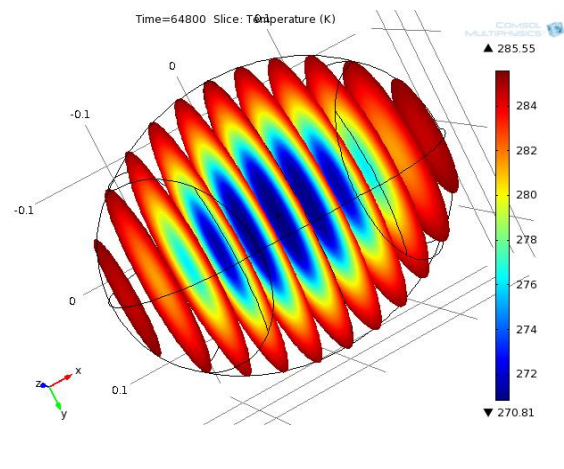 Time=64800 Slice: Temperature (K)
0.1
COMSOL
MULTIPHYSICS
▲ 285.55
0
284
-0.1
282
280
-0.1
278
276
0
274
272
z
x
y
0.1
▼ 270.81